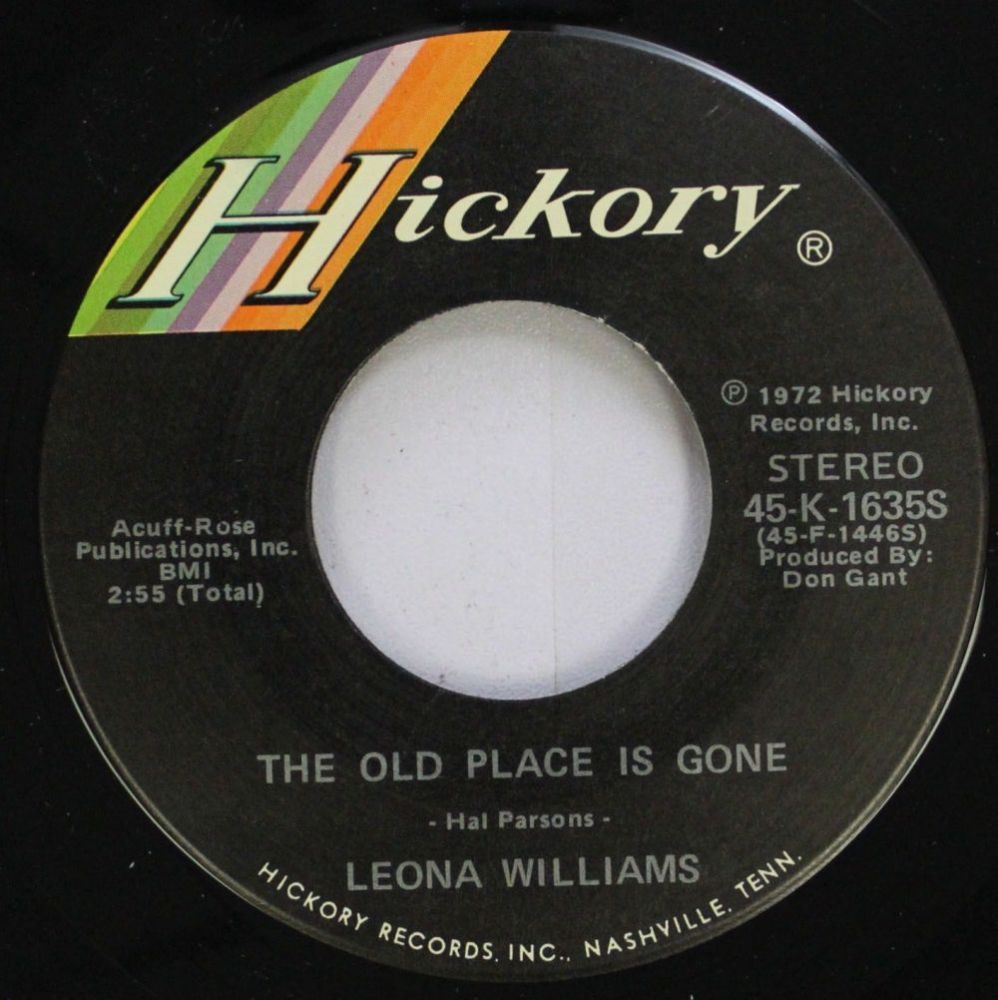 Hickory ®
℗ 1972 Hickory
Records, Inc.
STEREO
45-K-1635S
(45-F-1446S)
Produced By:
Don Gant
Acuff-Rose
Publications, Inc.
BMI
2:55 (Total)
THE OLD PLACE IS GONE
- Hal Parsons -
LEONA WILLIAMS
HICKORY RECORDS, INC., NASHVILLE, TENN.